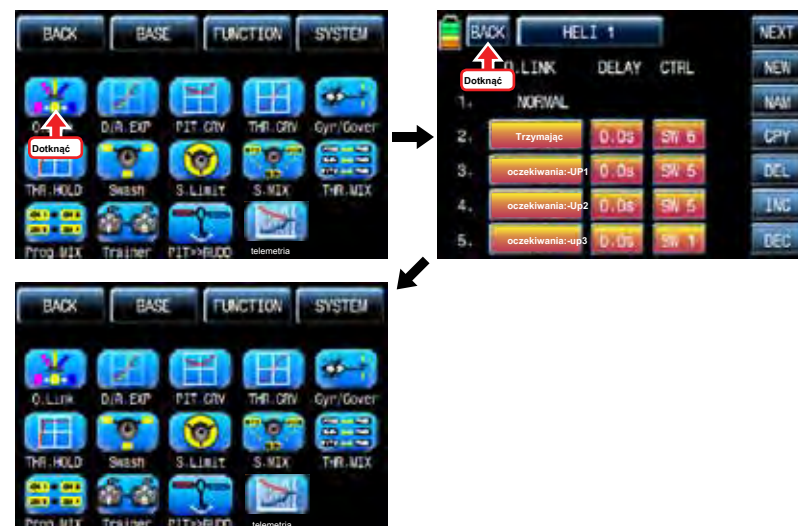 BACK BASE FUNCTION SYSTEM
Dotknąć
D/R.EXP PIT CRV THR.CRV Gyr/Gover
THR.HOLD Swash S.Limit S.MIX THR.MIX
Prog.MIX Trainer PIT>>RUDD telemetria
BACK HELI 1 NEXT
Dotknąć
O.LINK DELAY CTRL NEW
1. NORMAL NAM
2. Trzymając 0.0s SW 6 CPY
3. oczekiwania:-UP1 0.0s SW 5 DEL
4. oczekiwania:-Up2 0.0s SW 5 INC
5. oczekiwania:-up3 0.0s SW 1 DEC
BACK BASE FUNCTION SYSTEM
O.Link D/R.EXP PIT CRV THR.CRV Gyr/Gover
THR.HOLD Swash S.Limit S.MIX THR.MIX
Prog.MIX Trainer PIT>>RUDD telemetria